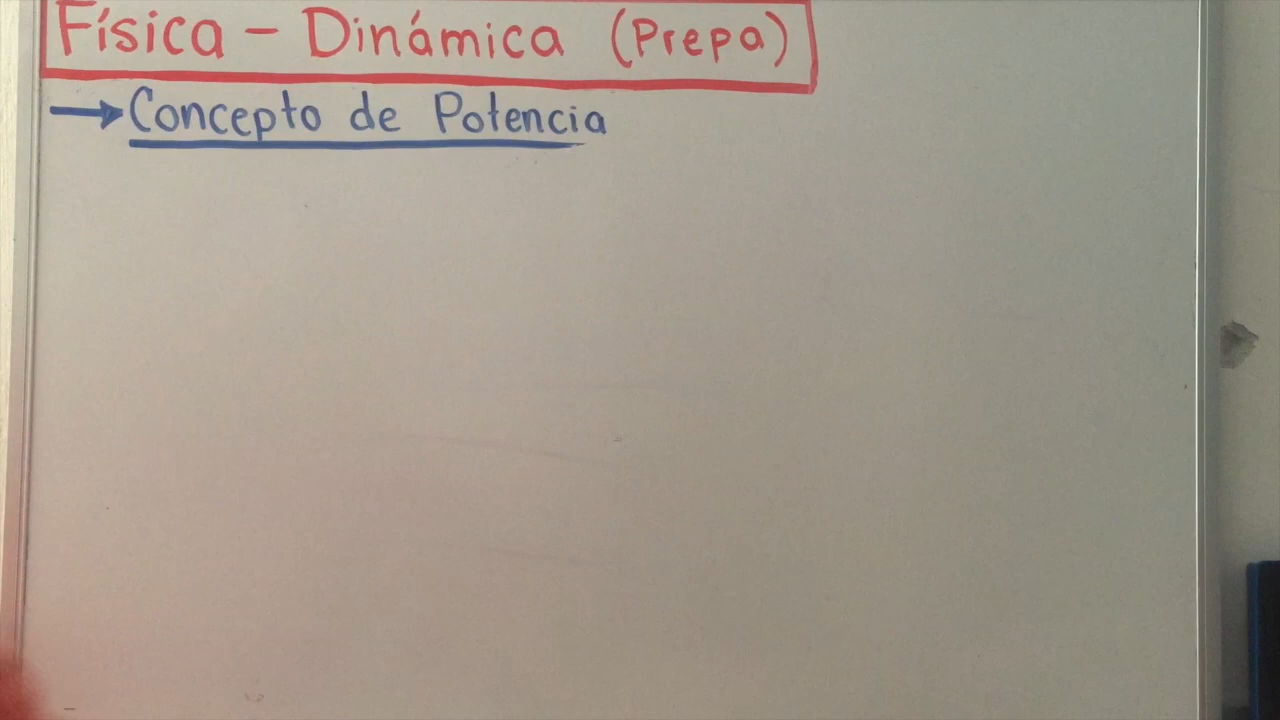 Física - Dinámica (Prepa)
→ Concepto de Potencia